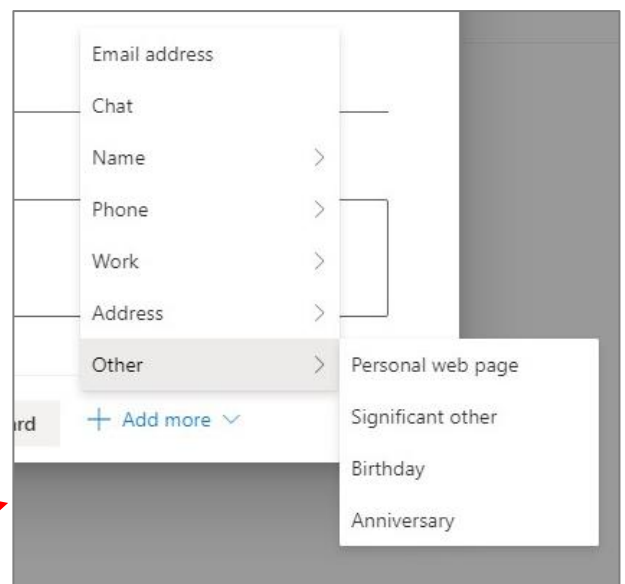 Email address
Chat
Name
Phone
Work
Address
Other
Personal web page
Add more
Significant other
Birthday
Anniversary